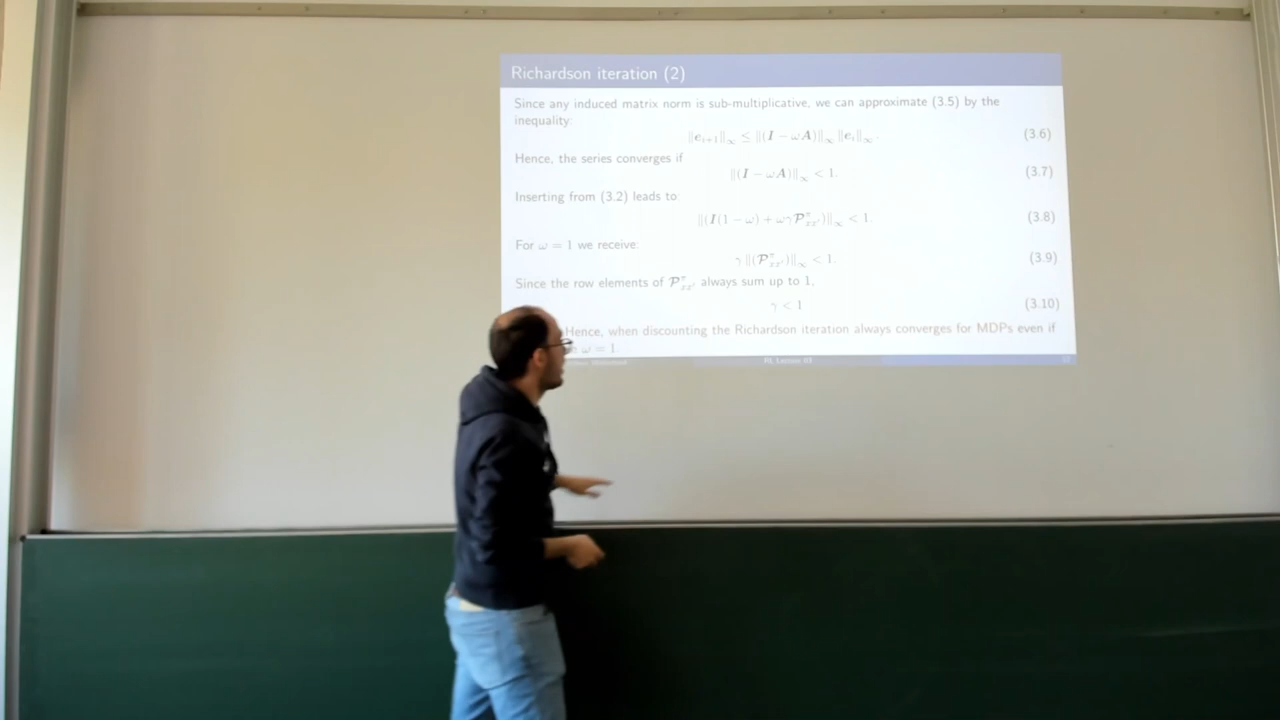 Richardson iteration (2)
Since any induced matrix norm is sub-multiplicative, we can approximate (3.5) by the
inequality:
‖e_{i+1}‖_∞ ≤ ‖(I − ωA)‖_∞ ‖e_i‖_∞. (3.6)
Hence, the series converges if
‖(I − ωA)‖_∞ < 1. (3.7)
Inserting from (3.2) leads to
‖(I(1 − ω) + ωγP^π_{xx'})‖_∞ < 1. (3.8)
For ω = 1 we receive:
γ ‖(P^π_{xx'})‖_∞ < 1. (3.9)
Since the row elements of P^π_{xx'} always sum up to 1,
γ < 1 (3.10)
Hence, when discounting the Richardson iteration always converges for MDPs even if
ω = 1.
RL Lesson 03